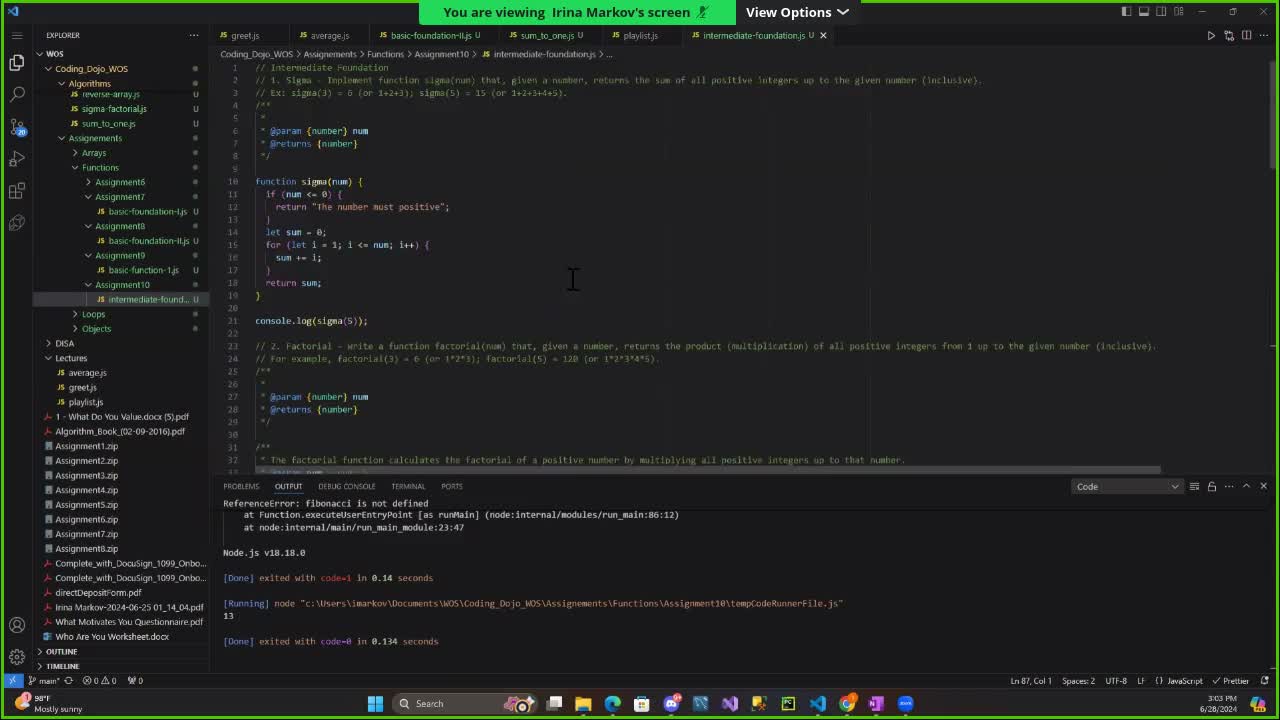 You are viewing Irina Markov's screen
View Options
EXPLORER
greet.js
average.js
basic-foundation-II.js U
sum_to_one.js U
playlist.js
intermediate-foundation.js U
WOS
Coding_Dojo_WOS
Algorithms
reverse-array.js U
sigma-factorial.js U
sum_to_one.js U
Assignements
Arrays
Functions
Assignment6
Assignment7
basic-foundation-I.js U
Assignment8
basic-foundation-II.js U
Assignment9
basic-function-1.js U
Assignment10
intermediate-found... U
Loops
Objects
DISA
Lectures
average.js
greet.js
playlist.js
1 - What Do You Value.docx (5).pdf
Algorithm_Book_(02-09-2016).pdf
Assignment1.zip
Assignment2.zip
Assignment3.zip
Assignment4.zip
Assignment5.zip
Assignment6.zip
Assignment7.zip
Assignment8.zip
Complete_with_DocuSign_1099_Onbo...
Complete_with_DocuSign_1099_Onbo...
directDepositForm.pdf
Irina Markov-2024-06-25 01_14_04.pdf
What Motivates You Questionnaire.pdf
Who Are You Worksheet.docx
OUTLINE
TIMELINE
Coding_Dojo_WOS > Assignements > Functions > Assignment10 > JS intermediate-foundation.js > ...
1 // Intermediate Foundation
2 // 1. Sigma - Implement function sigma(num) that, given a number, returns the sum of all positive integers up to the given number (inclusive).
3 // Ex: sigma(3) = 6 (or 1+2+3); sigma(5) = 15 (or 1+2+3+4+5).
4 /**
5 *
6 * @param {number} num
7 * @returns {number}
8 */
9
10 function sigma(num) {
11 if (num <= 0) {
12 return "The number must positive";
13 }
14 let sum = 0;
15 for (let i = 1; i <= num; i++) {
16 sum += i;
17 }
18 return sum;
19 }
20
21 console.log(sigma(5));
22
23 // 2. Factorial - Write a function factorial(num) that, given a number, returns the product (multiplication) of all positive integers from 1 up to the given number (inclusive).
24 // For example, factorial(3) = 6 (or 1*2*3); factorial(5) = 120 (or 1*2*3*4*5).
25 /**
26 *
27 * @param {number} num
28 * @returns {number}
29 */
30
31 /**
32 * The factorial function calculates the factorial of a positive number by multiplying all positive integers up to that number.
PROBLEMS OUTPUT DEBUG CONSOLE TERMINAL PORTS
Code
ReferenceError: fibonacci is not defined
at Function.executeUserEntryPoint [as runMain] (node:internal/modules/run_main:86:12)
at node:internal/main/run_main_module:23:47
Node.js v18.18.0
[Done] exited with code=1 in 0.14 seconds
[Running] node "c:\Users\imarkov\Documents\WOS\Coding_Dojo_WOS\Assignements\Functions\Assignment10\tempCodeRunnerFile.js"
13
[Done] exited with code=0 in 0.134 seconds
main* 0 0 0 Ln 87, Col 1 Spaces: 2 UTF-8 LF {} JavaScript Prettier
98°F
Mostly sunny
Search
3:03 PM
6/28/2024